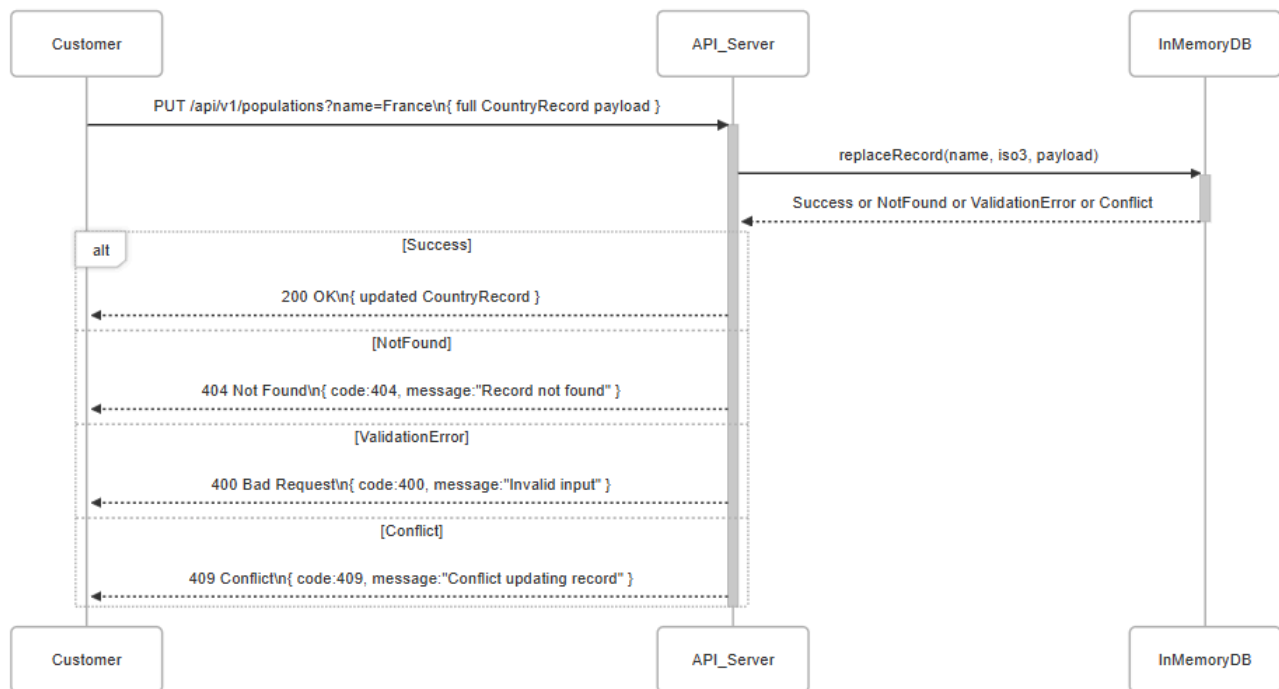 Customer
API_Server
InMemoryDB
PUT /api/v1/populations?name=France\n{ full CountryRecord payload }
replaceRecord(name, iso3, payload)
Success or NotFound or ValidationError or Conflict
alt
[Success]
200 OK\n{ updated CountryRecord }
[NotFound]
404 Not Found\n{ code:404, message:"Record not found" }
[ValidationError]
400 Bad Request\n{ code:400, message:"Invalid input" }
[Conflict]
409 Conflict\n{ code:409, message:"Conflict updating record" }
Customer
API_Server
InMemoryDB